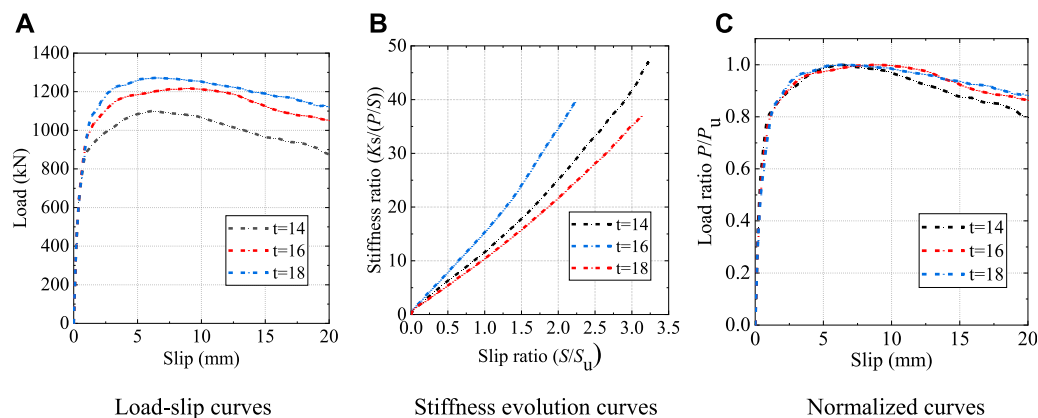 A
1400
1200
1000
800
600
400
200
0
Load (kN)
t=14
t=16
t=18
0 5 10 15 20
Slip (mm)
Load-slip curves
B
50
40
30
20
10
0
Stiffness ratio (Ks/(P/S))
t=14
t=16
t=18
0.0 0.5 1.0 1.5 2.0 2.5 3.0 3.5
Slip ratio (S/Su)
Stiffness evolution curves
C
1.0
0.8
0.6
0.4
0.2
0.0
Load ratio P/Pu
t=14
t=16
t=18
0 5 10 15 20
Slip (mm)
Normalized curves